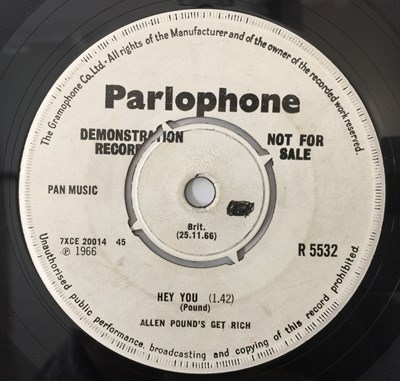 The Gramophone Co.Ltd.- All rights of the Manufacturer and of the owner of the recorded work reserved.
Parlophone
DEMONSTRATION
RECORD
NOT FOR
SALE
PAN MUSIC
Brit.
(25.11.66)
7XCE 20014 45
℗ 1966
R 5532
HEY YOU (1.42)
(Pound)
ALLEN POUND'S GET RICH
Unauthorised public performance, broadcasting and copying of this record prohibited.